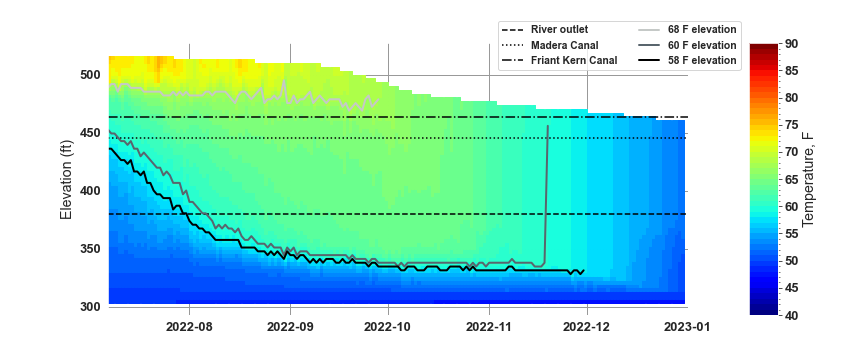 River outlet
Madera Canal
Friant Kern Canal
68 F elevation
60 F elevation
58 F elevation
Elevation (ft)
500
450
400
350
300
2022-08
2022-09
2022-10
2022-11
2022-12
2023-01
90
85
80
75
70
65
60
55
50
45
40
Temperature, F